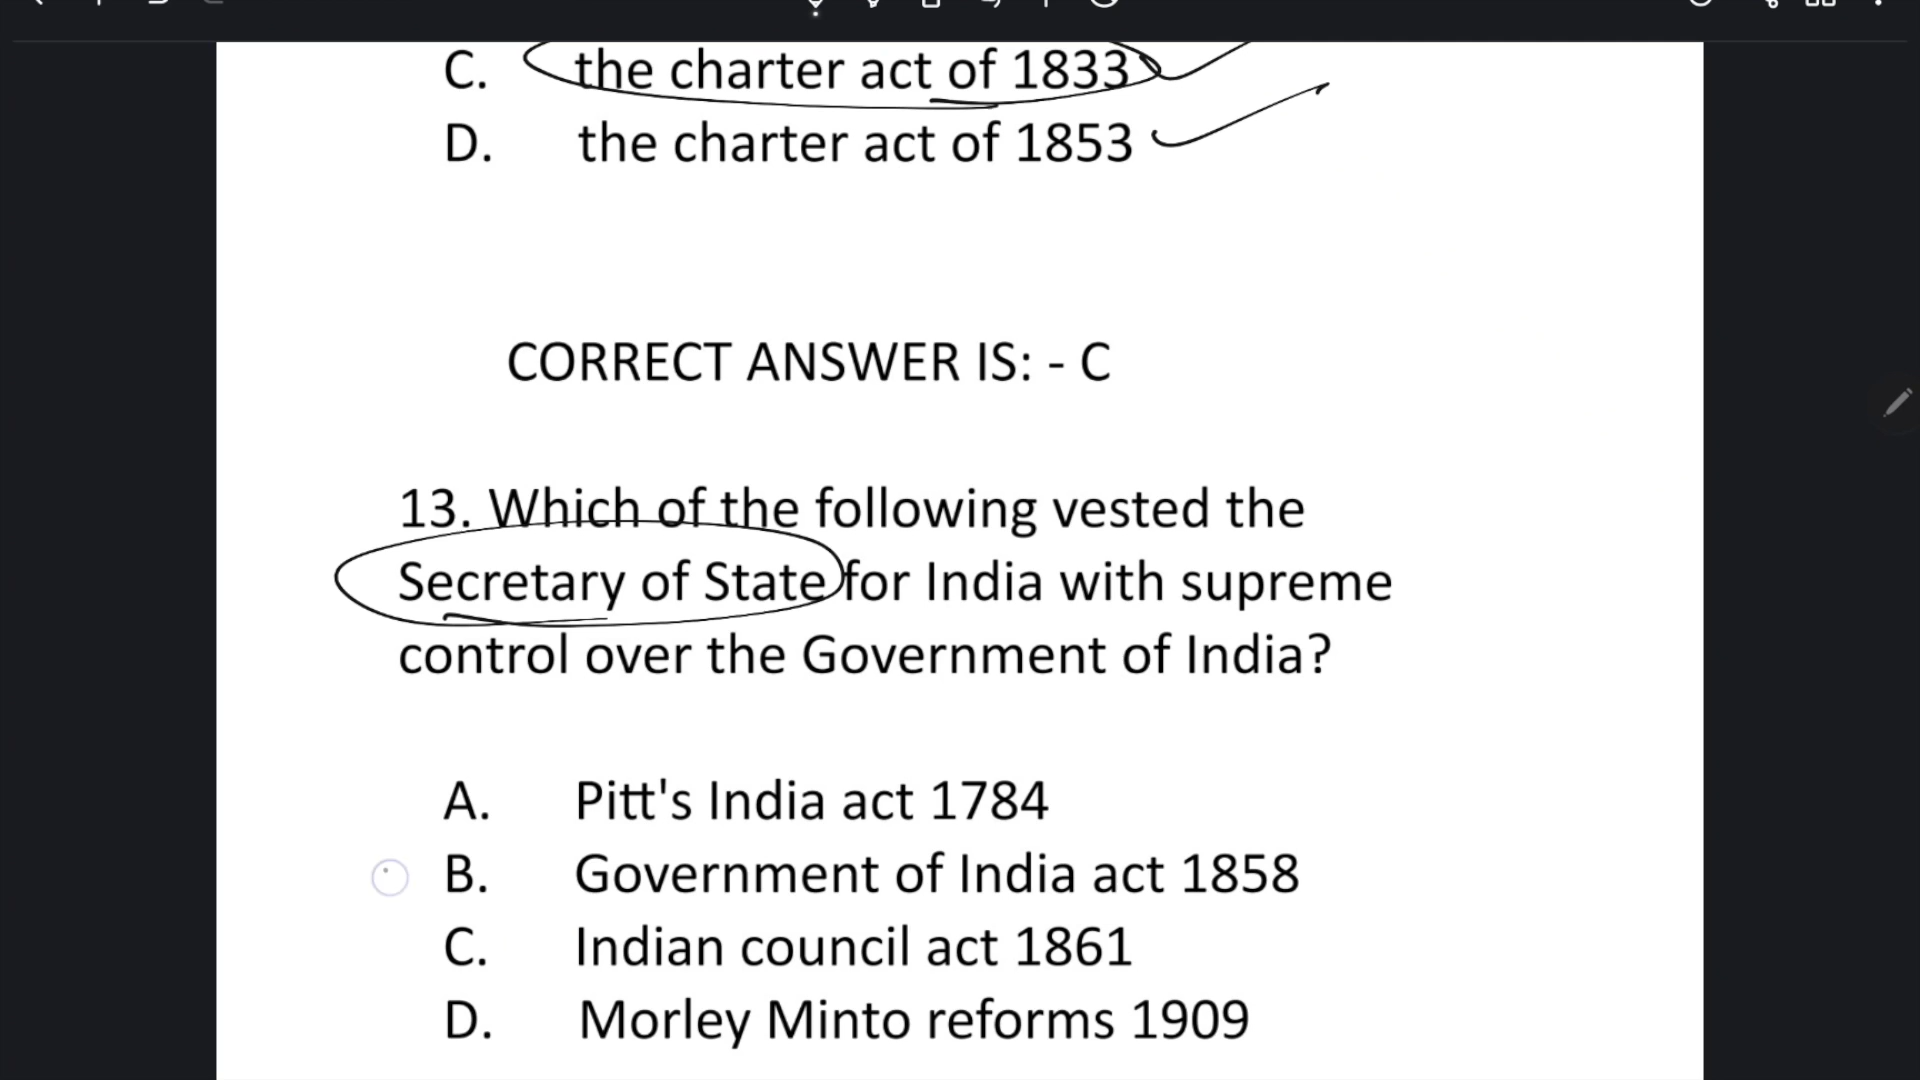 C. the charter act of 1833
D. the charter act of 1853
CORRECT ANSWER IS: - C
13. Which of the following vested the
Secretary of State for India with supreme
control over the Government of India?
A. Pitt's India act 1784
B. Government of India act 1858
C. Indian council act 1861
D. Morley Minto reforms 1909